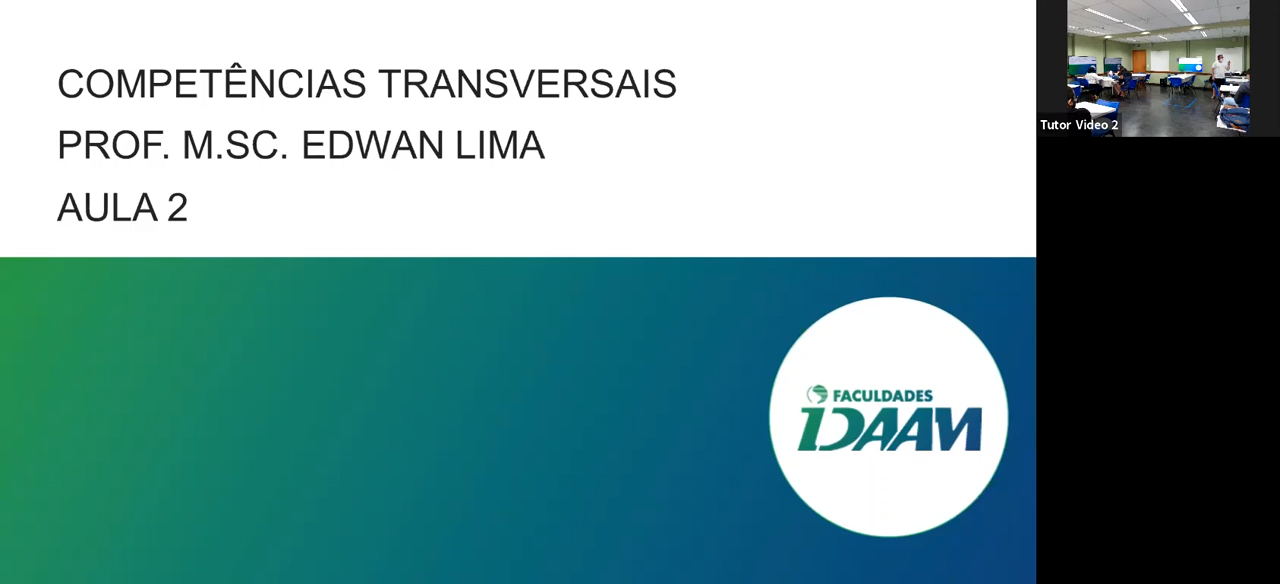 COMPETÊNCIAS TRANSVERSAIS
PROF. M.SC. EDWAN LIMA
AULA 2
FACULDADES
IDAAM
Tutor Video 2